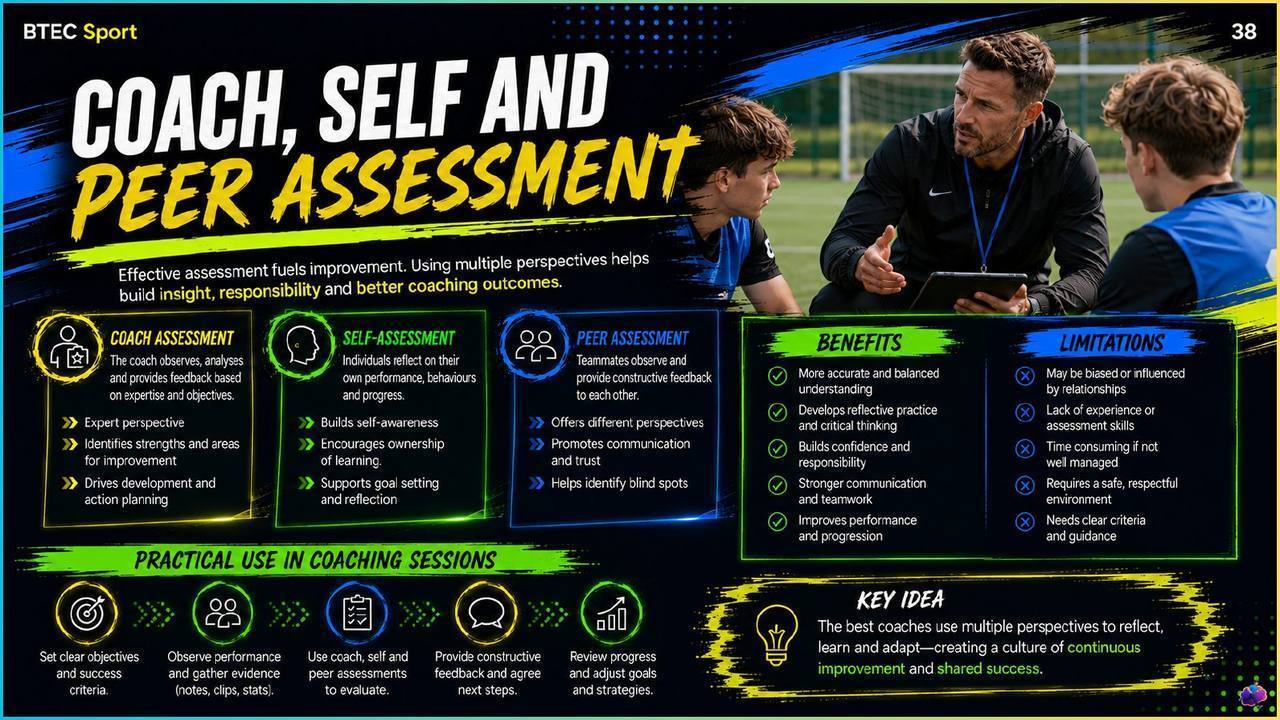 BTEC Sport
38
COACH, SELF AND
PEER ASSESSMENT
Effective assessment fuels improvement. Using multiple perspectives helps
build insight, responsibility and better coaching outcomes.
COACH ASSESSMENT
The coach observes, analyses
and provides feedback based
on expertise and objectives.
Expert perspective
Identifies strengths and areas
for improvement
Drives development and
action planning
SELF-ASSESSMENT
Individuals reflect on their
own performance, behaviours
and progress.
Builds self-awareness
Encourages ownership
of learning.
Supports goal setting
and reflection
PEER ASSESSMENT
Teammates observe and
provide constructive feedback
to each other.
Offers different perspectives
Promotes communication
and trust
Helps identify blind spots
BENEFITS
More accurate and balanced
understanding
Develops reflective practice
and critical thinking
Builds confidence and
responsibility
Stronger communication
and teamwork
Improves performance
and progression
LIMITATIONS
May be biased or influenced
by relationships
Lack of experience or
assessment skills
Time consuming if not
well managed
Requires a safe, respectful
environment
Needs clear criteria
and guidance
PRACTICAL USE IN COACHING SESSIONS
Set clear objectives
and success
criteria.
Observe performance
and gather evidence
(notes, clips, stats).
Use coach, self and
peer assessments
to evaluate.
Provide constructive
feedback and agree
next steps.
Review progress
and adjust goals
and strategies.
KEY IDEA
The best coaches use multiple perspectives to reflect,
learn and adapt—creating a culture of continuous
improvement and shared success.